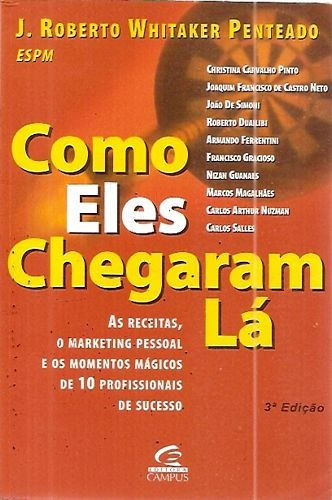 J. ROBERTO WHITAKER PENTEADO
ESPM
CHRISTINA CARVALHO PINTO
JOAQUIM FRANCISCO DE CASTRO NETO
JOÃO DE SIMONI
ROBERTO DUAILIBI
ARMANDO FERRENTINI
FRANCISCO GRACIOSO
NIZAN GUANAES
MARCOS MAGALHÃES
CARLOS ARTHUR NUZMAN
CARLOS SALLES
Como
Eles
Chegaram
Lá
AS RECEITAS,
O MARKETING PESSOAL
E OS MOMENTOS MÁGICOS
DE 10 PROFISSIONAIS
DE SUCESSO
3ª Edição
EDITORA
CAMPUS